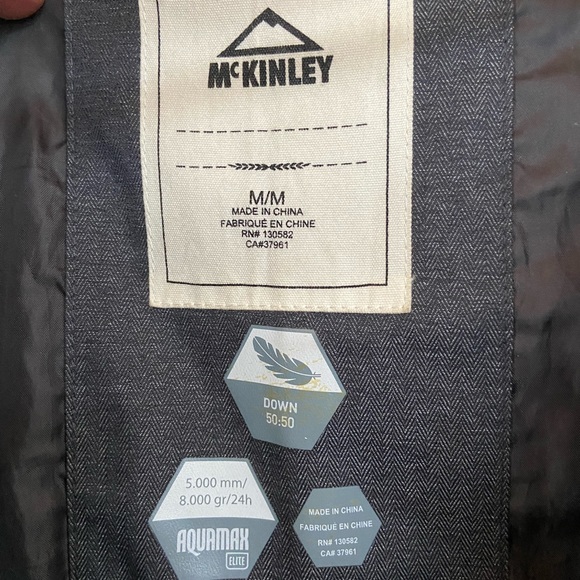 McKINLEY
M/M
MADE IN CHINA
FABRIQUÉ EN CHINE
RN# 130582
CA#37961
DOWN
50:50
5.000 mm/
8.000 gr/24h
AQUAMAX
ELITE
MADE IN CHINA
FABRIQUÉ EN CHINE
RN# 130582
CA# 37961